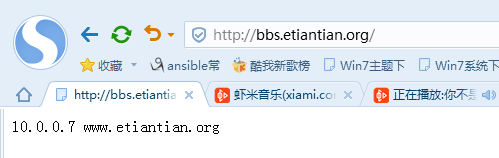 http://bbs.etiantian.org/
收藏 ansible常 酷我新歌榜 Win7主题下 Win7系统下
http://bbs.etiantia 虾米音乐(xiami.co 正在播放:你不是
10.0.0.7 www.etiantian.org